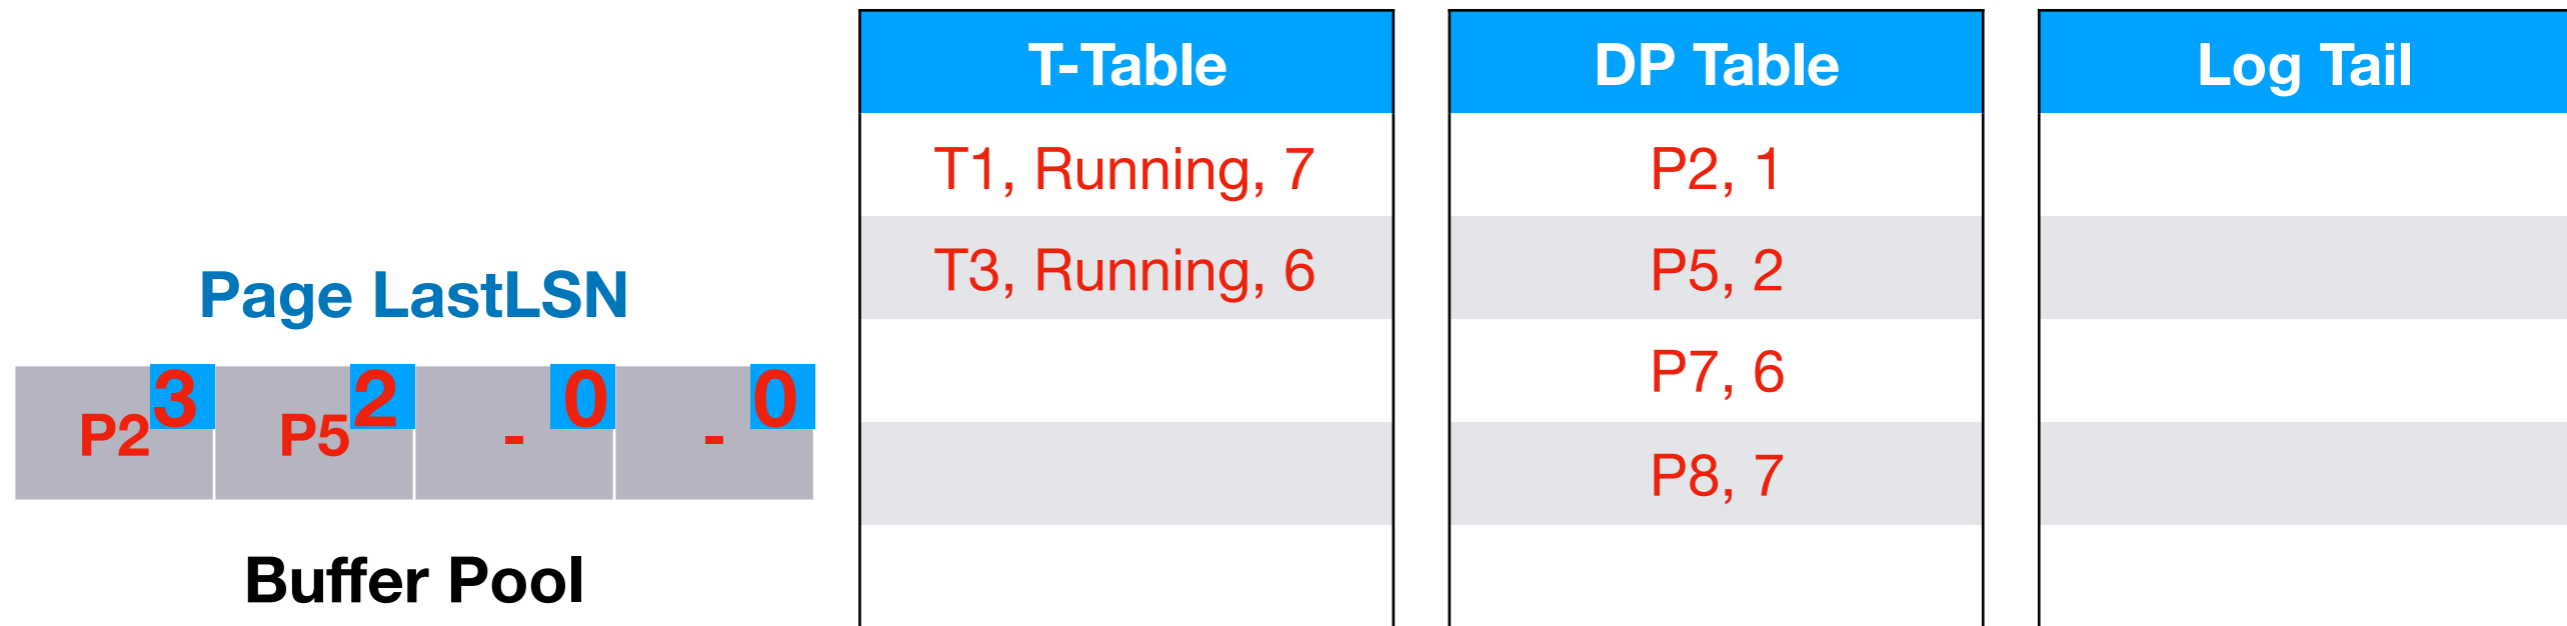 T-Table
T1, Running, 7
T3, Running, 6
DP Table
P2, 1
P5, 2
P7, 6
P8, 7
Log Tail
Page LastLSN
P2 3 P5 2 - 0 - 0
Buffer Pool